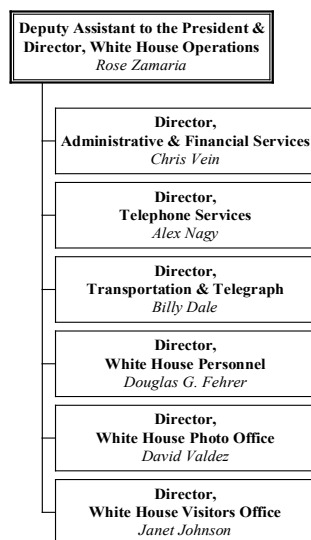 Deputy Assistant to the President &
Director, White House Operations
Rose Zamaria
Director,
Administrative & Financial Services
Chris Vein
Director,
Telephone Services
Alex Nagy
Director,
Transportation & Telegraph
Billy Dale
Director,
White House Personnel
Douglas G. Fehrer
Director,
White House Photo Office
David Valdez
Director,
White House Visitors Office
Janet Johnson